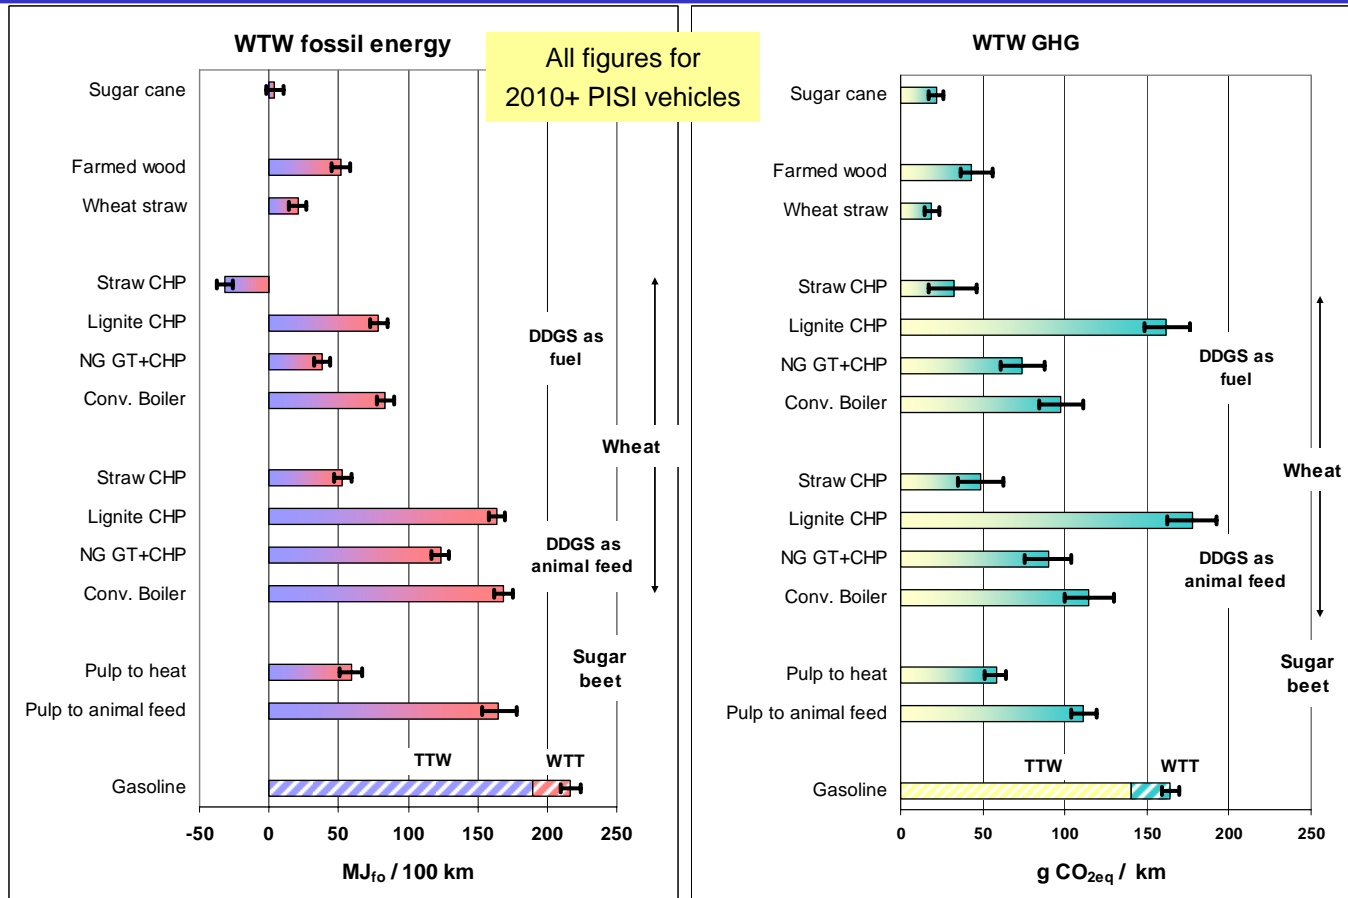 WTW fossil energy
All figures for
2010+ PISI vehicles
Sugar cane
Farmed wood
Wheat straw
Straw CHP
Lignite CHP
NG GT+CHP
Conv. Boiler
DDGS as
fuel
Wheat
Straw CHP
Lignite CHP
NG GT+CHP
Conv. Boiler
DDGS as
animal feed
Pulp to heat
Pulp to animal feed
Sugar
beet
TTW
WTT
Gasoline
-50 0 50 100 150 200 250
MJfo / 100 km
WTW GHG
Sugar cane
Farmed wood
Wheat straw
Straw CHP
Lignite CHP
NG GT+CHP
Conv. Boiler
DDGS as
fuel
Wheat
Straw CHP
Lignite CHP
NG GT+CHP
Conv. Boiler
DDGS as
animal feed
Pulp to heat
Pulp to animal feed
Sugar
beet
TTW
WTT
Gasoline
0 50 100 150 200 250
g CO2eq / km